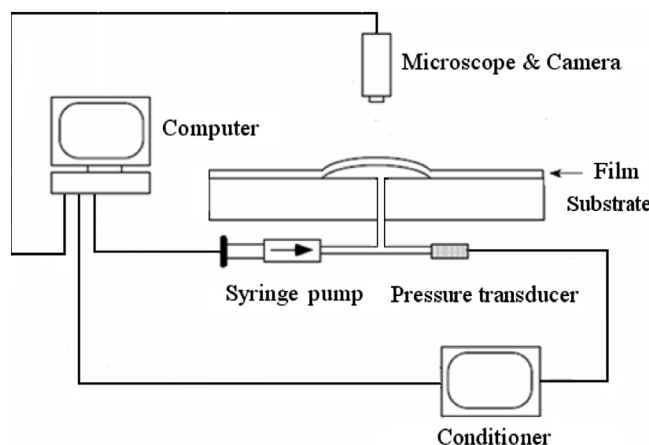 Microscope & Camera
Computer
Film
Substrate
Syringe pump
Pressure transducer
Conditioner